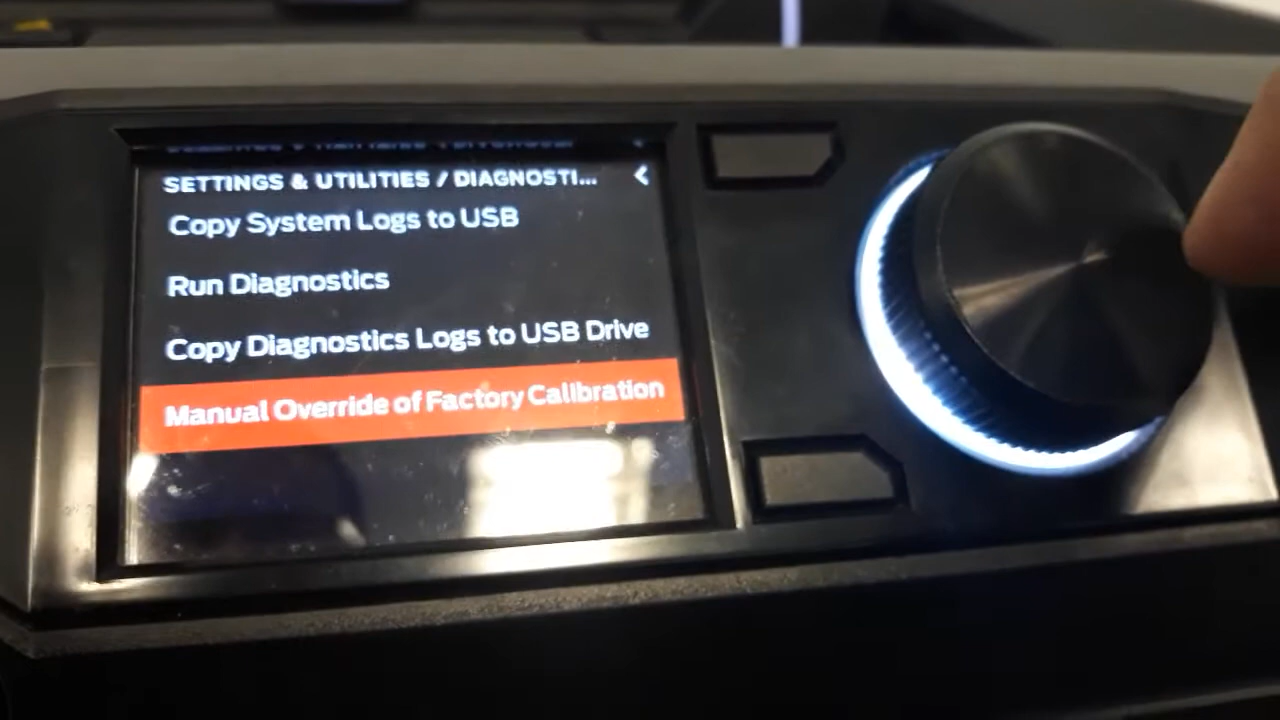 SETTINGS & UTILITIES / DIAGNOSTI... <
Copy System Logs to USB
Run Diagnostics
Copy Diagnostics Logs to USB Drive
Manual Override of Factory Calibration